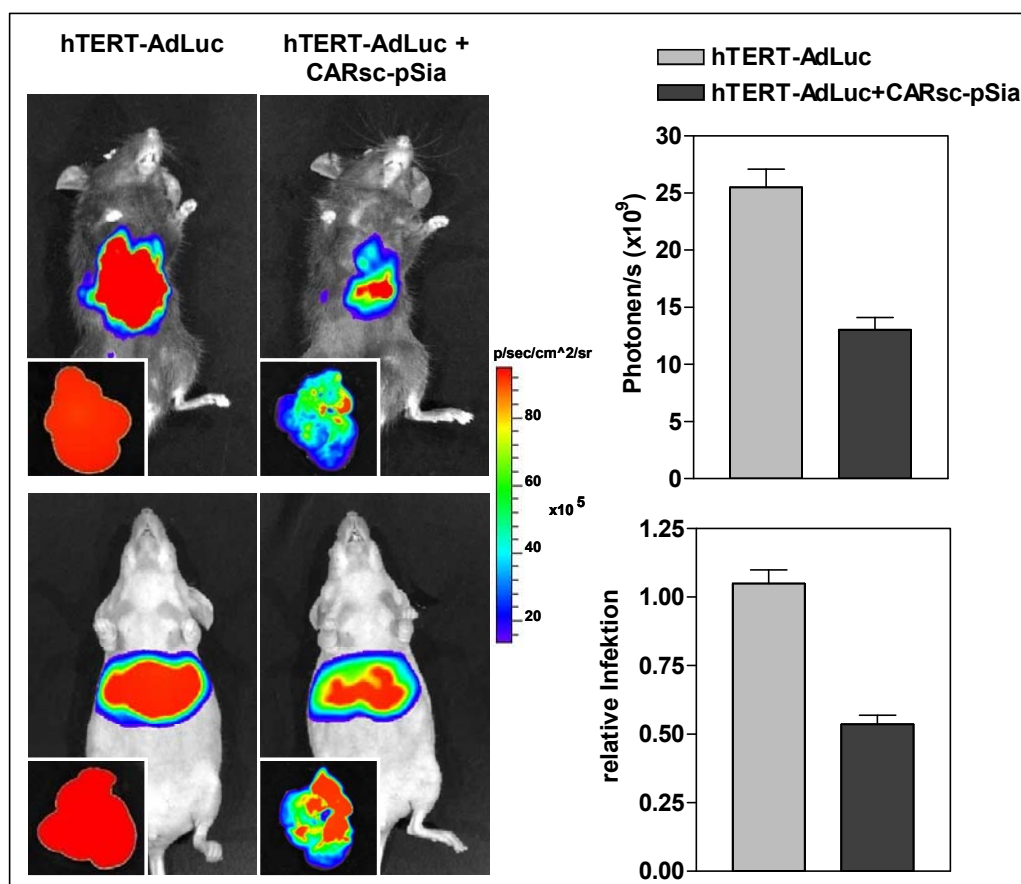 hTERT-AdLuc
hTERT-AdLuc +
CARsc-pSia
p/sec/cm^2/sr
80
60
x10 5
40
20
hTERT-AdLuc
hTERT-AdLuc+CARsc-pSia
Photonen/s (x10⁹)
30
25
20
15
10
5
0
relative Infektion
1.25
1.00
0.75
0.50
0.25
0.00